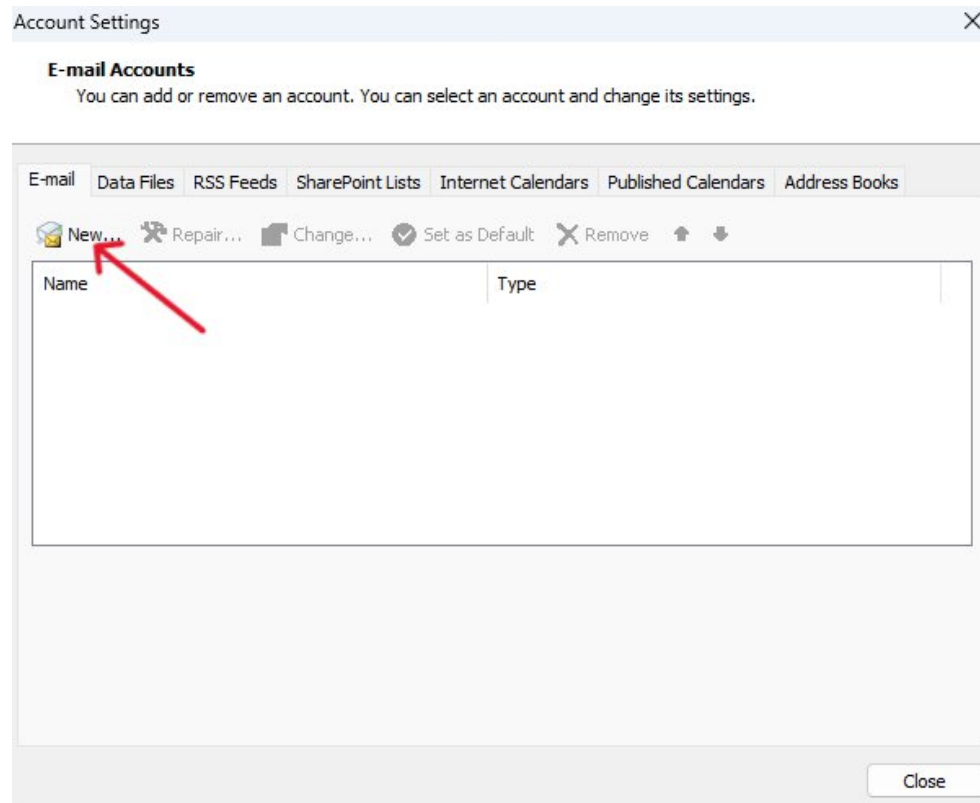 Account Settings
E-mail Accounts
You can add or remove an account. You can select an account and change its settings.
E-mail Data Files RSS Feeds SharePoint Lists Internet Calendars Published Calendars Address Books
New... Repair... Change... Set as Default Remove
Name Type
Close